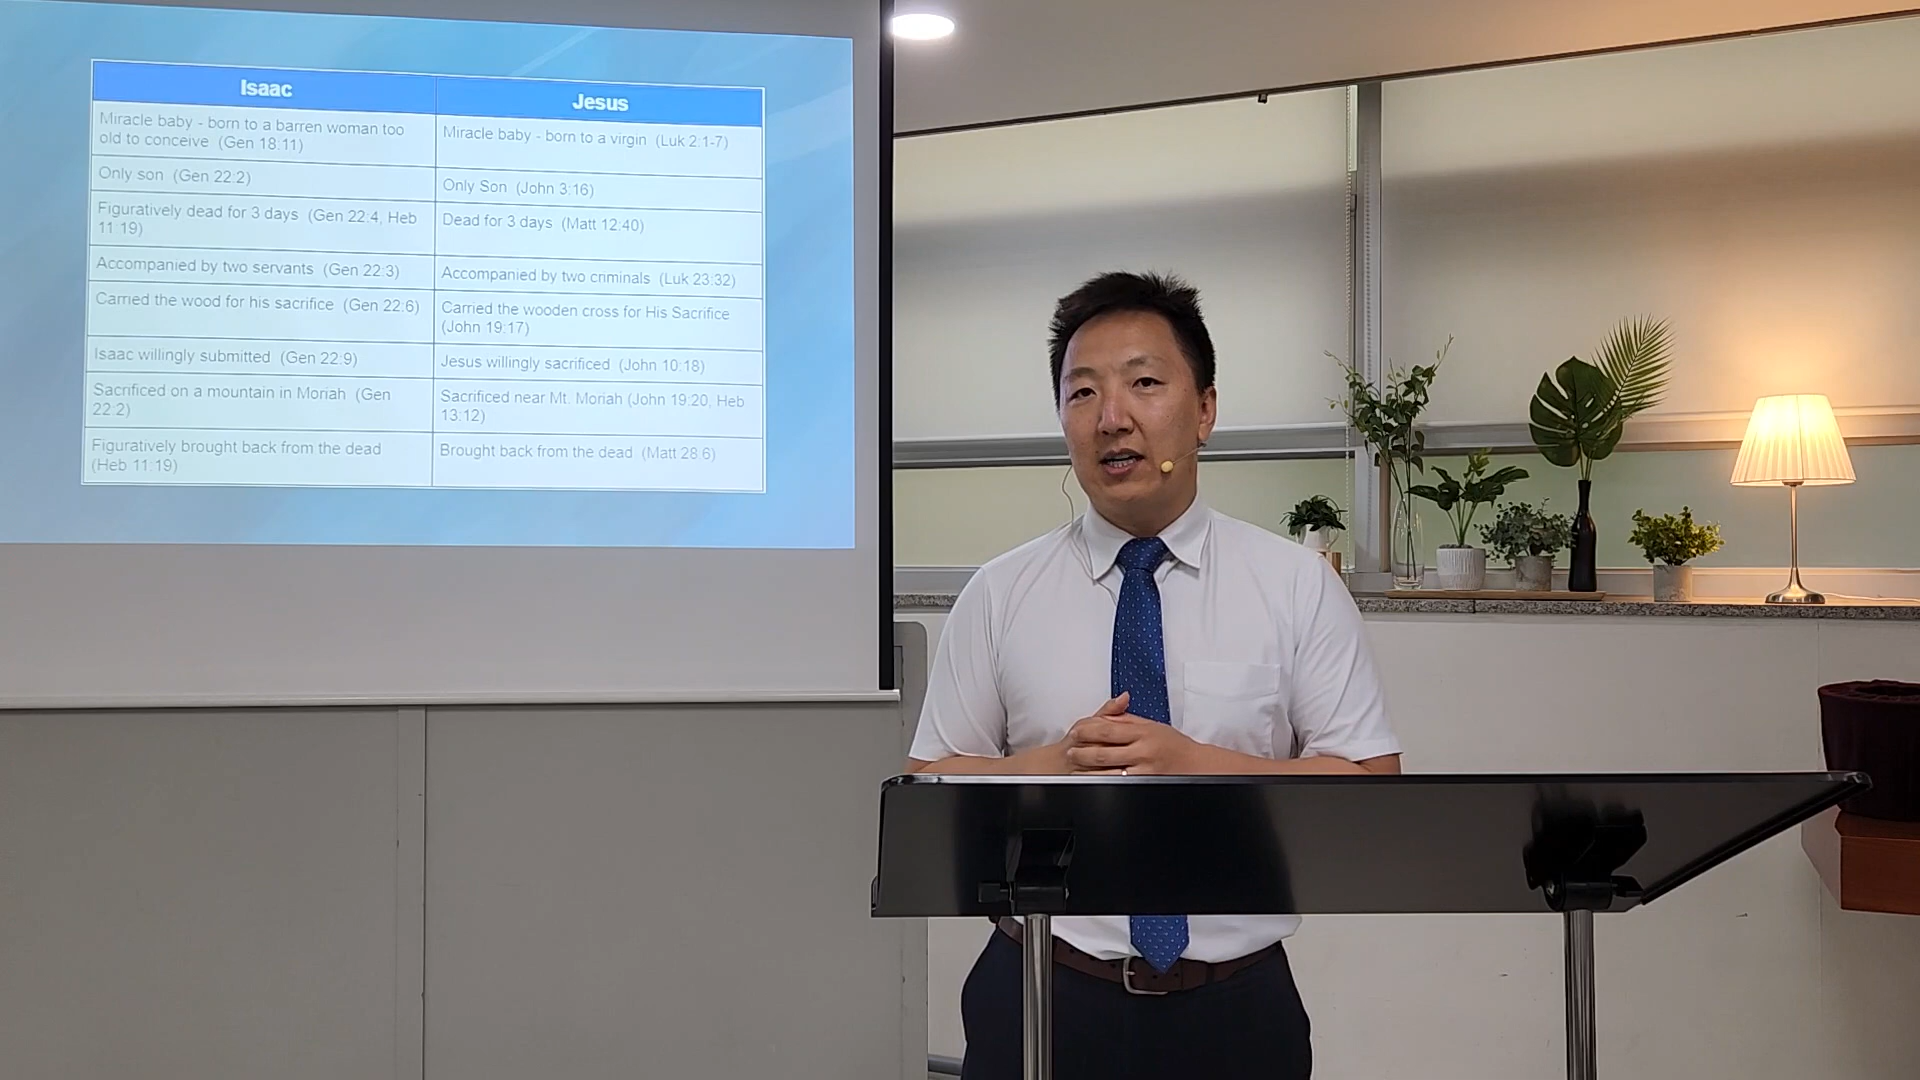 Isaac
Jesus
Miracle baby - born to a barren woman too
old to conceive (Gen 18:11)
Miracle baby - born to a virgin (Luk 2:1-7)
Only son (Gen 22:2)
Only Son (John 3:16)
Figuratively dead for 3 days (Gen 22:4, Heb
11:19)
Dead for 3 days (Matt 12:40)
Accompanied by two servants (Gen 22:3)
Accompanied by two criminals (Luk 23:32)
Carried the wood for his sacrifice (Gen 22:6)
Carried the wooden cross for His Sacrifice
(John 19:17)
Isaac willingly submitted (Gen 22:9)
Jesus willingly sacrificed (John 10:18)
Sacrificed on a mountain in Moriah (Gen
22:2)
Sacrificed near Mt. Moriah (John 19:20, Heb
13:12)
Figuratively brought back from the dead
(Heb 11:19)
Brought back from the dead (Matt 28:6)